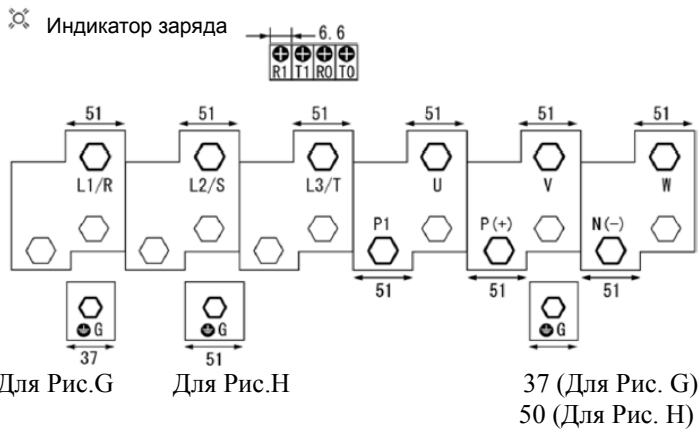 Индикатор заряда
6.6
R1 T1 R0 T0
51 51 51 51 51 51
L1/R L2/S L3/T U V W
P1 P(+) N(-)
51 51 51
G G G
37 51
Для Рис.G Для Рис.H 37 (Для Рис. G)
50 (Для Рис. H)